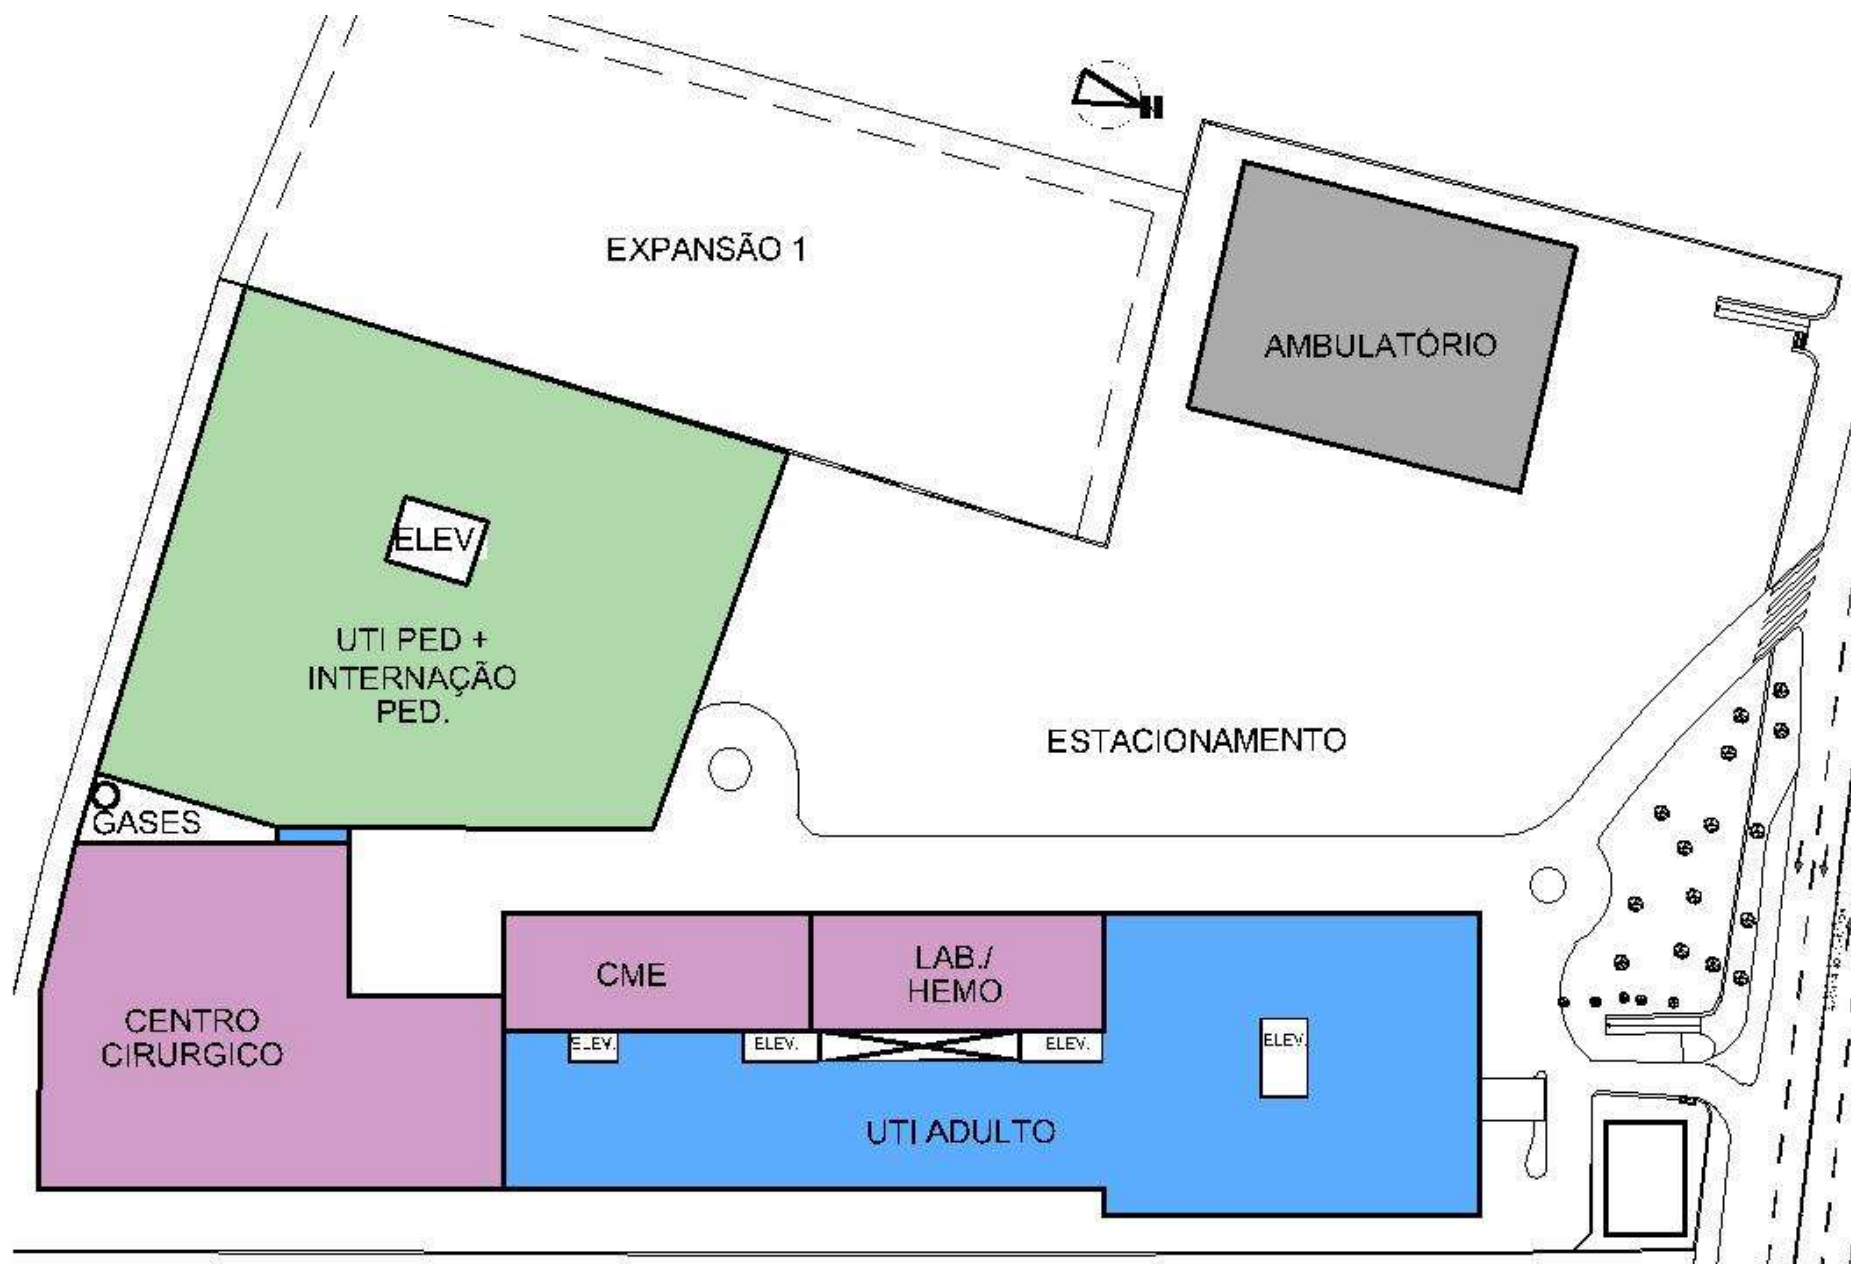 EXPANSÃO 1
AMBULATÓRIO
ELEV
UTI PED +
INTERNAÇÃO
PED.
ESTACIONAMENTO
GASES
CME
LAB./
HEMO
CENTRO
CIRURGICO
ELEV.
ELEV.
ELEV.
ELEV.
UTI ADULTO